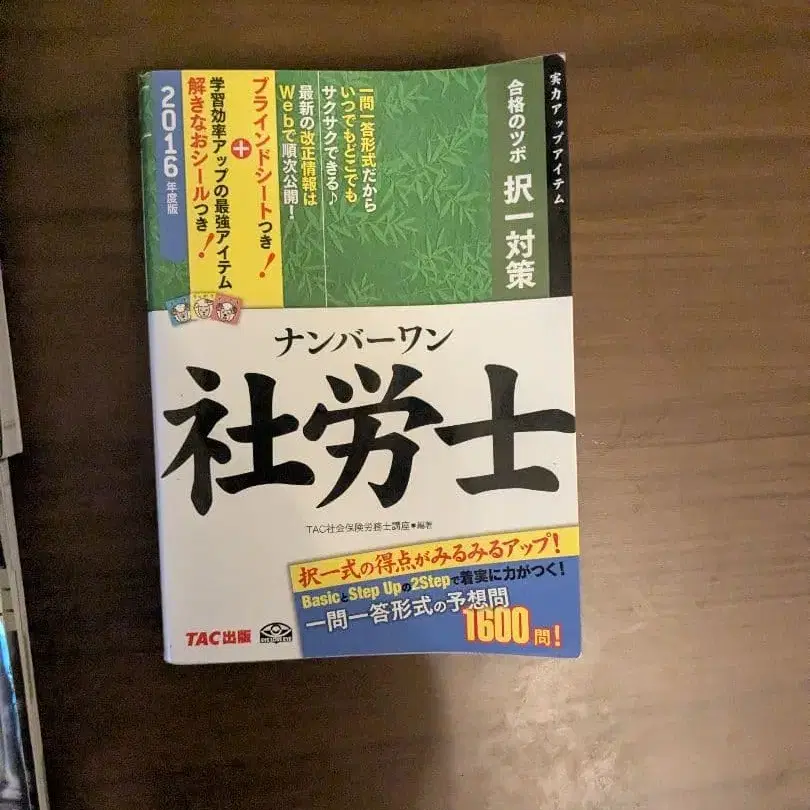 実力アップアイテム
合格のツボ 択一対策
一問一答形式だから
いつでもどこでも
サクサクできる♪
最新の改正情報は
Webで順次公開!
ブラインドシートつき!
+
学習効率アップの最強アイテム
解きなおシールつき!
2016年度版
ナンバーワン
社労士
TAC社会保険労務士講座●編著
択一式の得点がみるみるアップ!
BasicとStep Upの2Stepで着実に力がつく!
一問一答形式の予想問
1600問!
TAC出版